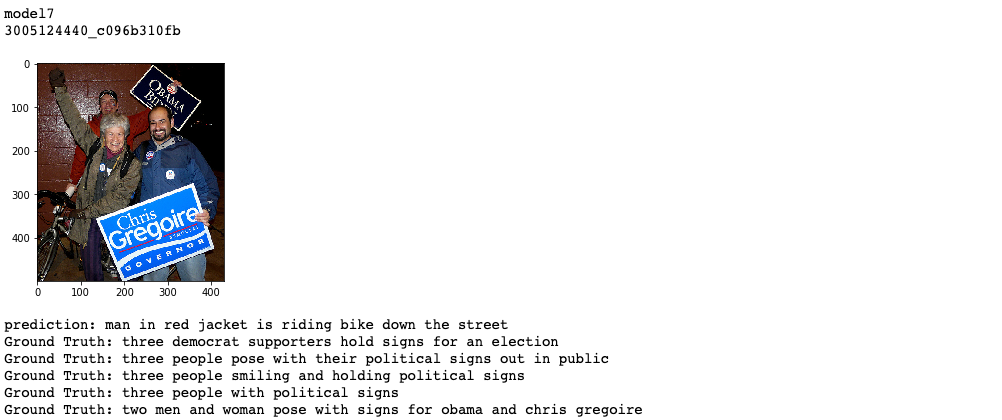 model7
3005124440_c096b310fb
0
100
200
300
400
OBAMA
Chris
Gregoire
GOVERNOR
0 100 200 300 400
prediction: man in red jacket is riding bike down the street
Ground Truth: three democrat supporters hold signs for an election
Ground Truth: three people pose with their political signs out in public
Ground Truth: three people smiling and holding political signs
Ground Truth: three people with political signs
Ground Truth: two men and woman pose with signs for obama and chris gregoire